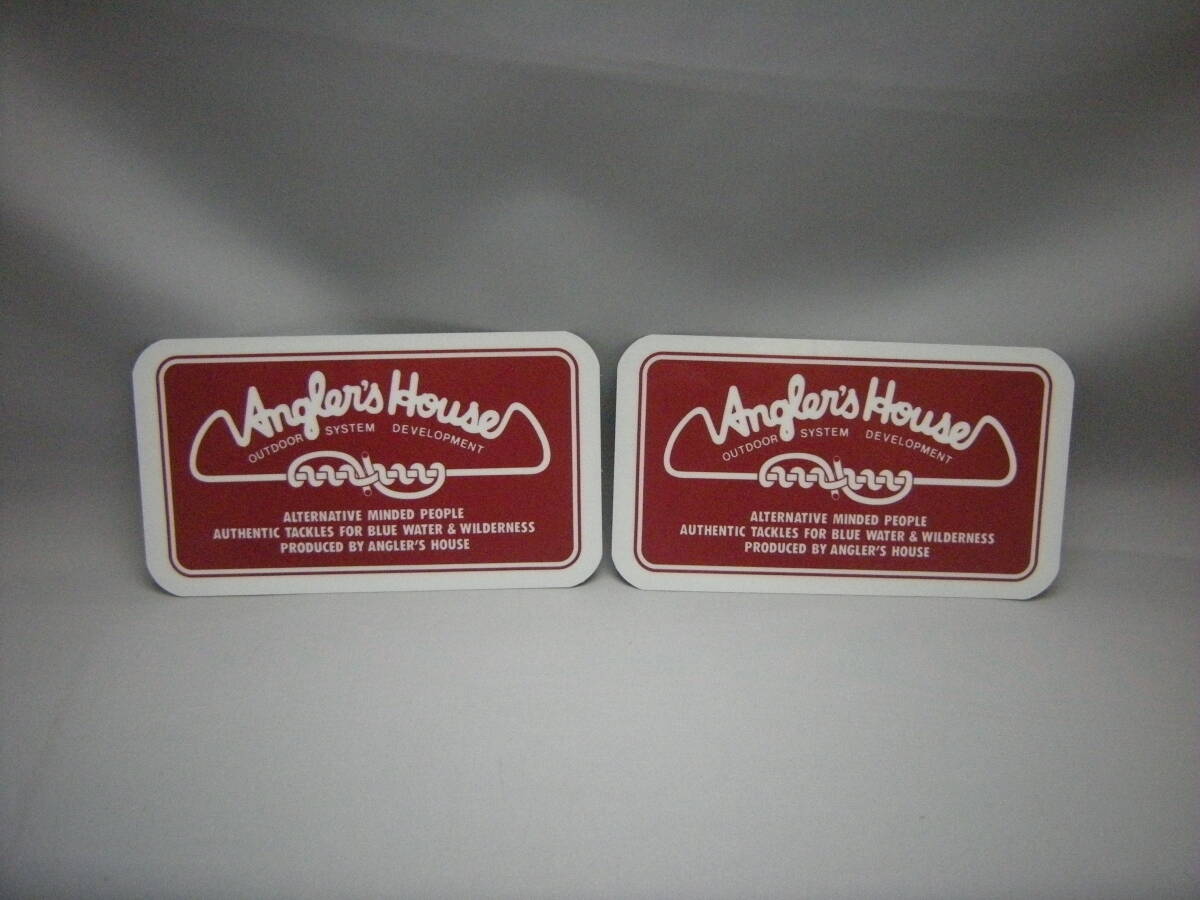 Angler's House
OUTDOOR SYSTEM DEVELOPMENT
ALTERNATIVE MINDED PEOPLE
AUTHENTIC TACKLES FOR BLUE WATER & WILDERNESS
PRODUCED BY ANGLER'S HOUSE
Angler's House
OUTDOOR SYSTEM DEVELOPMENT
ALTERNATIVE MINDED PEOPLE
AUTHENTIC TACKLES FOR BLUE WATER & WILDERNESS
PRODUCED BY ANGLER'S HOUSE